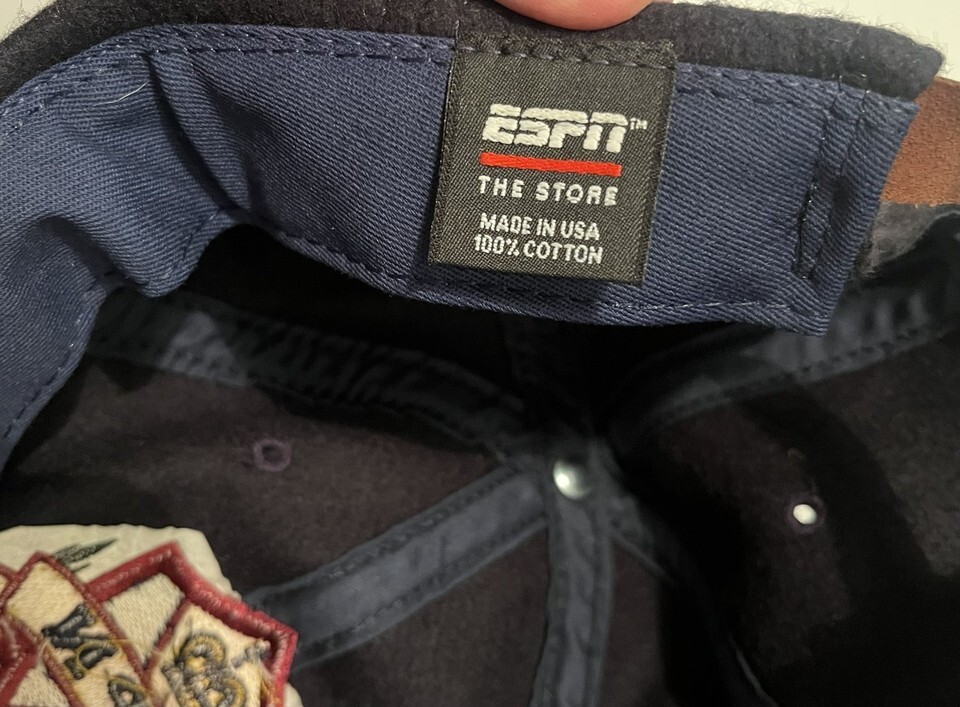 ESPN™
THE STORE
MADE IN USA
100% COTTON